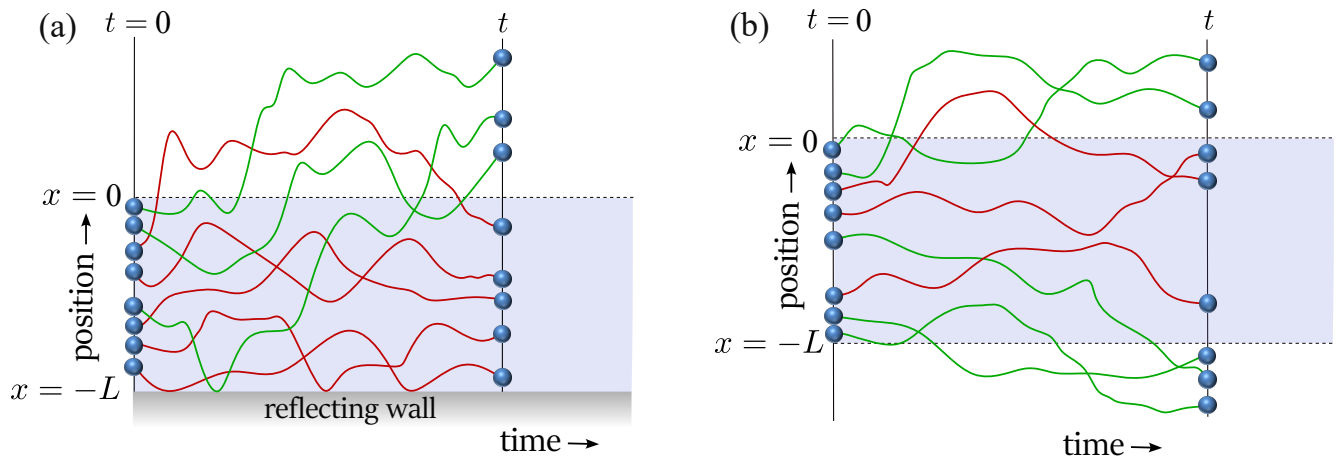 (a)
t = 0
t
x = 0
position →
x = −L
reflecting wall
time →
(b)
t = 0
t
x = 0
position →
x = −L
time →